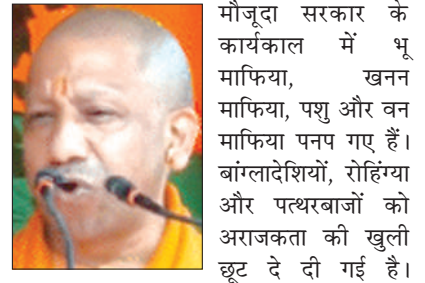 मौजूदा सरकार के
कार्यकाल में भू
माफिया, खनन
माफिया, पशु और वन
माफिया पनप गए हैं।
बांग्लादेशियों, रोहिंग्या
और पत्थरबाजों को
अराजकता की खुली
छूट दे दी गई है।